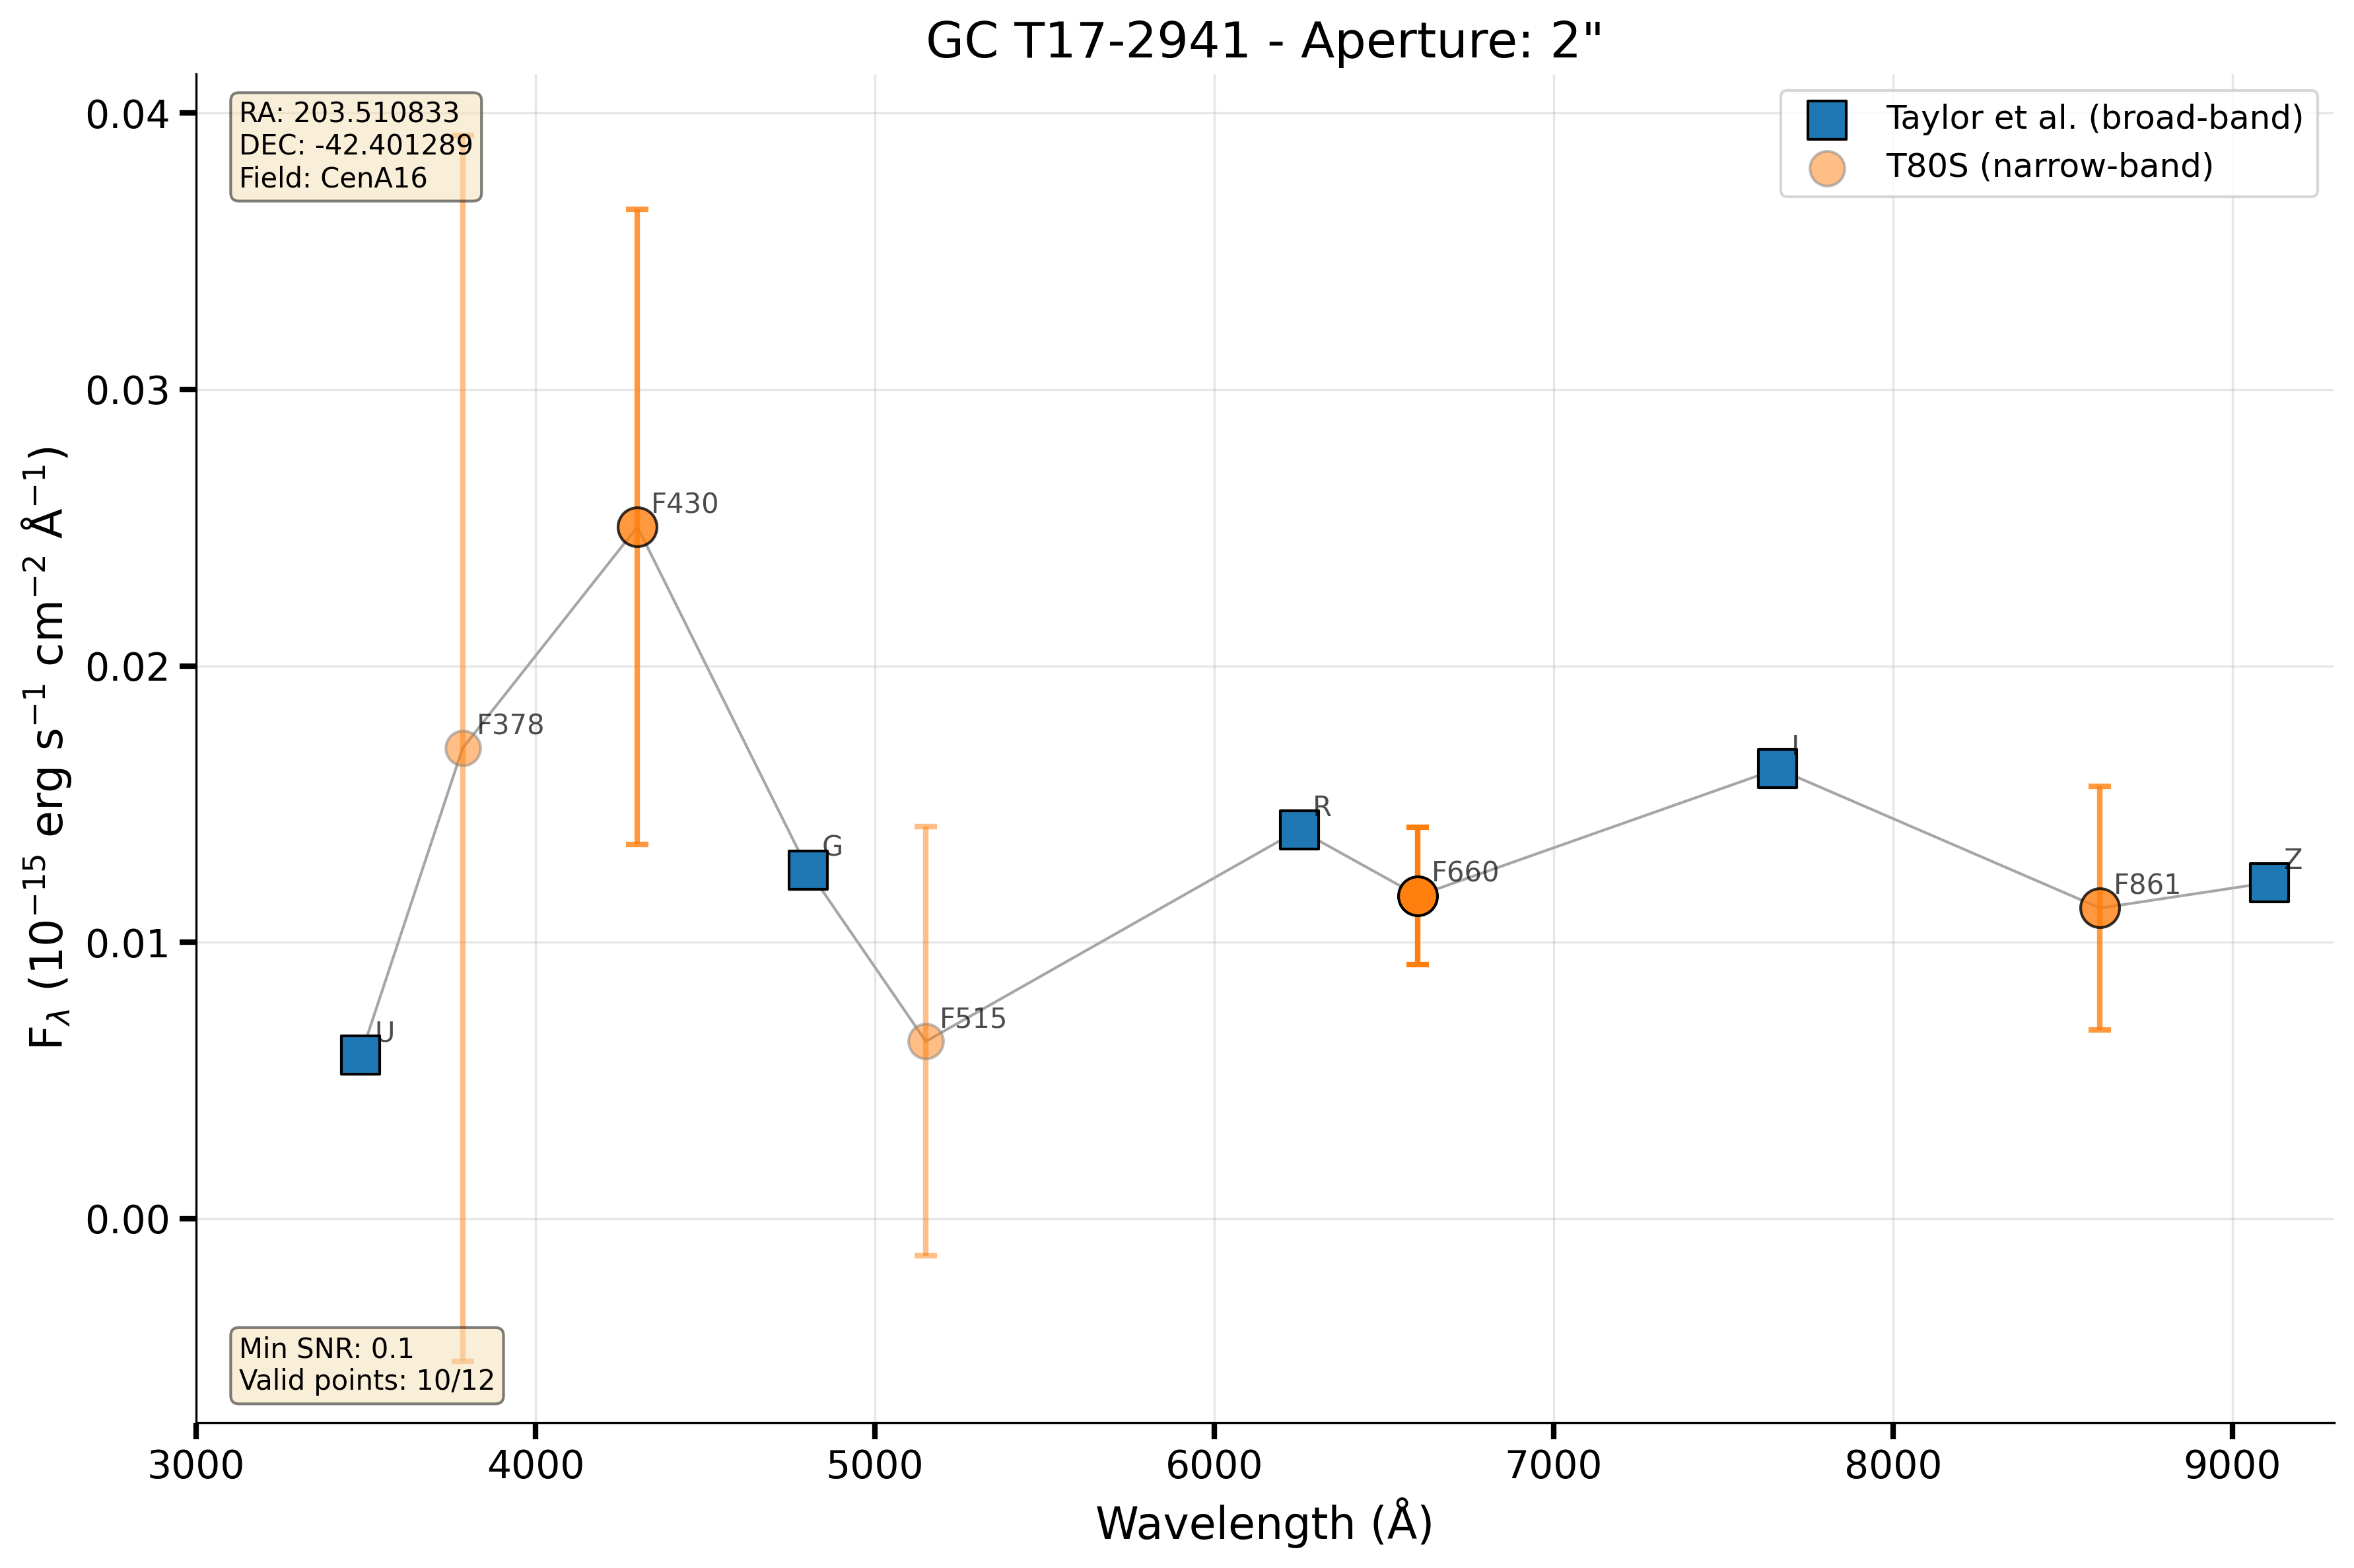 GC T17-2941 - Aperture: 2"
RA: 203.510833
DEC: -42.401289
Field: CenA16
Taylor et al. (broad-band)
T80S (narrow-band)
0.04
0.03
0.02
0.01
0.00
F_λ (10⁻¹⁵ erg s⁻¹ cm⁻² Å⁻¹)
U
F378
F430
G
F515
R
F660
I
F861
Z
Min SNR: 0.1
Valid points: 10/12
3000 4000 5000 6000 7000 8000 9000
Wavelength (Å)